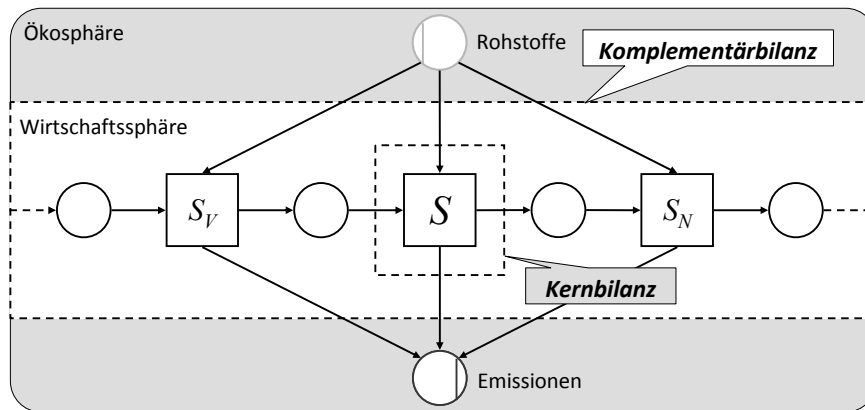 Ökosphäre
Rohstoffe
Komplementärbilanz
Wirtschaftssphäre
S_V
S
S_N
Kernbilanz
Emissionen